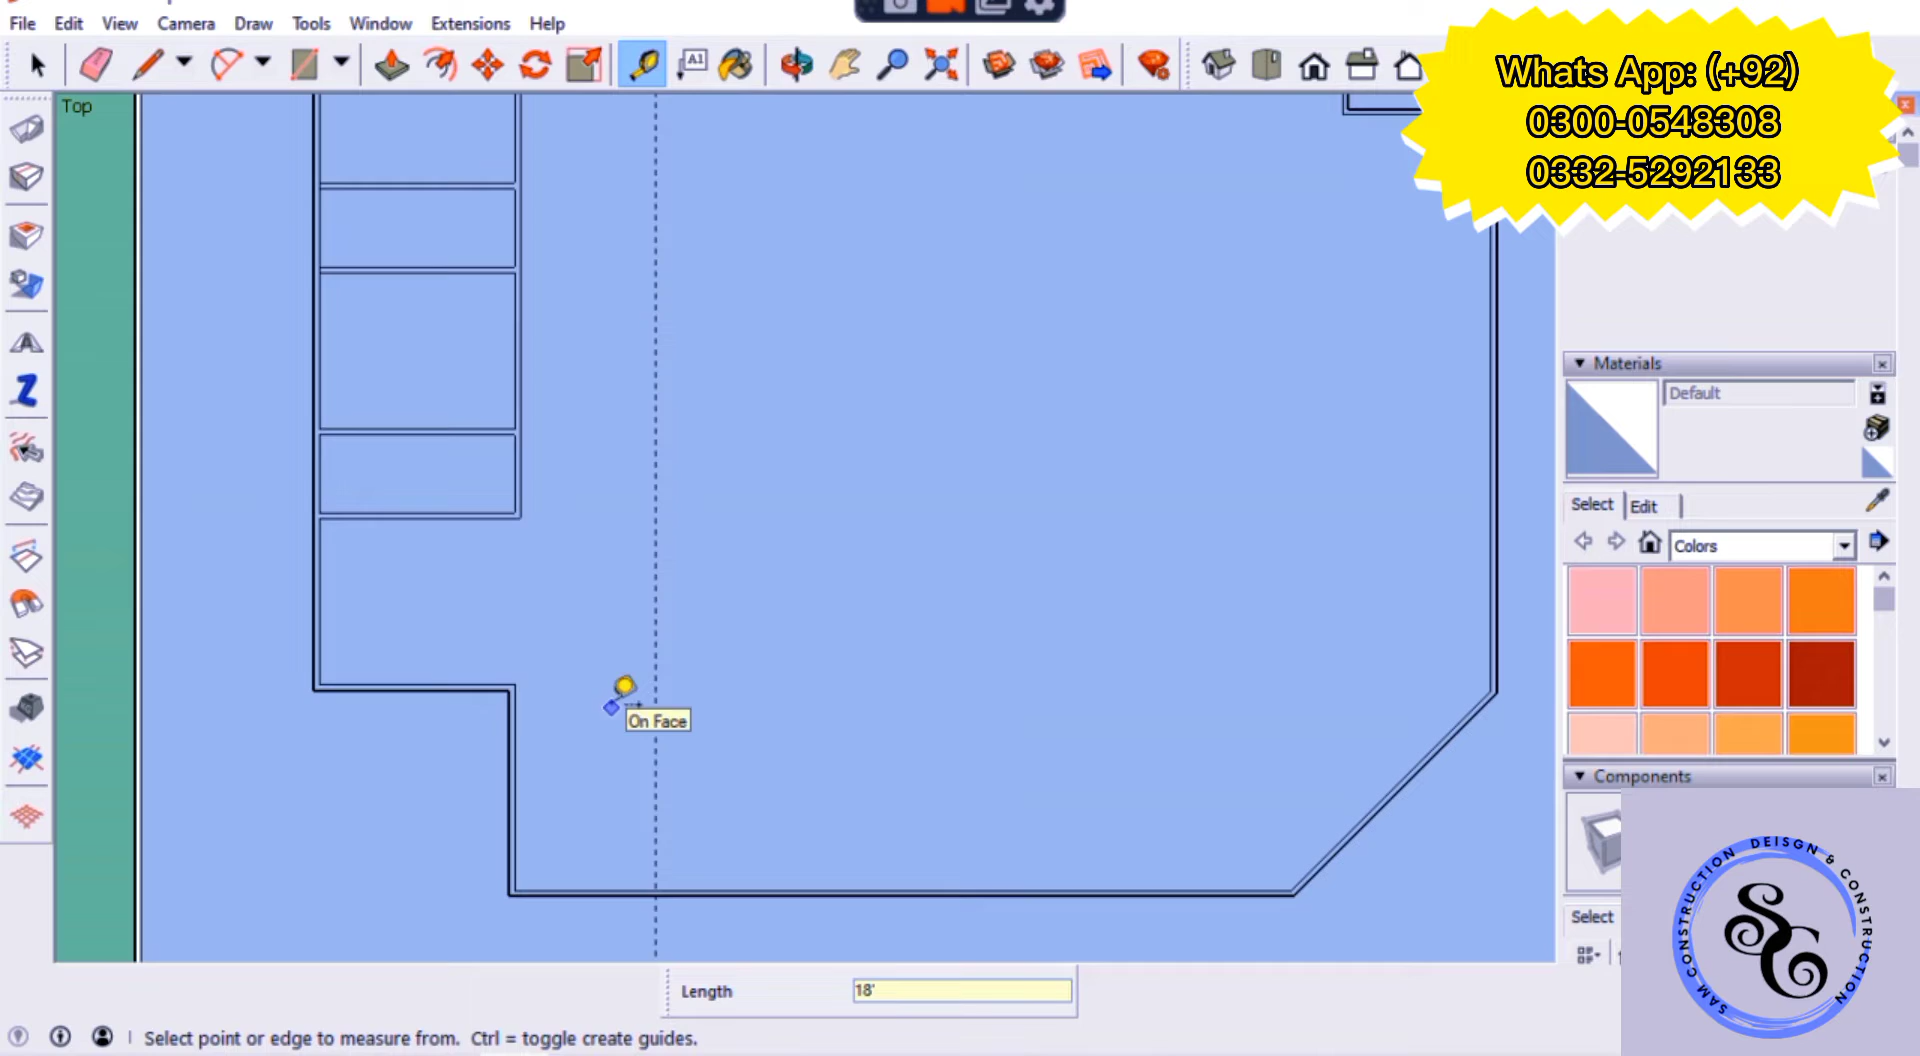 File Edit View Camera Draw Tools Window Extensions Help
A1
Whats App: (+92)
0300-0548308
0332-5292133
Top
Materials
Default
Select Edit
Colors
On Face
Components
Select
SAM CONSTRUCTION DEISGN & CONSTRUCTION
SC
Length 18'
Select point or edge to measure from. Ctrl = toggle create guides.